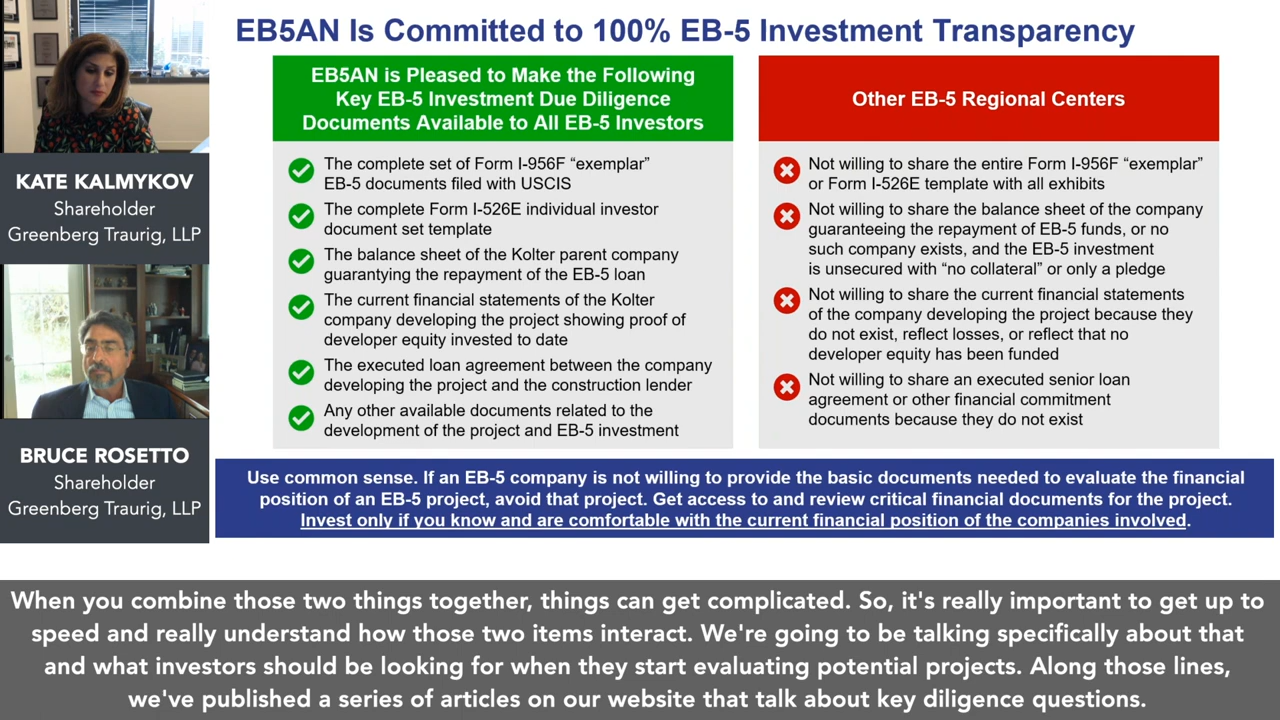 EB5AN Is Committed to 100% EB-5 Investment Transparency
KATE KALMYKOV
Shareholder
Greenberg Traurig, LLP
BRUCE ROSETTO
Shareholder
Greenberg Traurig, LLP
EB5AN is Pleased to Make the Following
Key EB-5 Investment Due Diligence
Documents Available to All EB-5 Investors
The complete set of Form I-956F “exemplar”
EB-5 documents filed with USCIS
The complete Form I-526E individual investor
document set template
The balance sheet of the Kolter parent company
guarantying the repayment of the EB-5 loan
The current financial statements of the Kolter
company developing the project showing proof of
developer equity invested to date
The executed loan agreement between the company
developing the project and the construction lender
Any other available documents related to the
development of the project and EB-5 investment
Other EB-5 Regional Centers
Not willing to share the entire Form I-956F “exemplar”
or Form I-526E template with all exhibits
Not willing to share the balance sheet of the company
guaranteeing the repayment of EB-5 funds, or no
such company exists, and the EB-5 investment
is unsecured with “no collateral” or only a pledge
Not willing to share the current financial statements
of the company developing the project because they
do not exist, reflect losses, or reflect that no
developer equity has been funded
Not willing to share an executed senior loan
agreement or other financial commitment
documents because they do not exist
Use common sense. If an EB-5 company is not willing to provide the basic documents needed to evaluate the financial
position of an EB-5 project, avoid that project. Get access to and review critical financial documents for the project.
Invest only if you know and are comfortable with the current financial position of the companies involved.
When you combine those two things together, things can get complicated. So, it's really important to get up to
speed and really understand how those two items interact. We're going to be talking specifically about that
and what investors should be looking for when they start evaluating potential projects. Along those lines,
we've published a series of articles on our website that talk about key diligence questions.